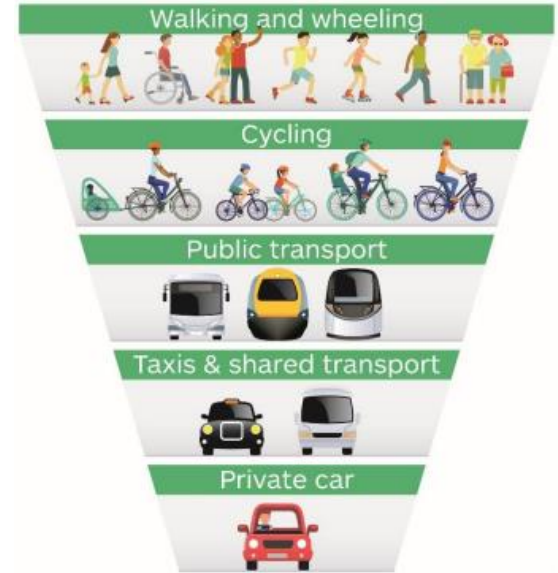 Walking and wheeling
Cycling
Public transport
Taxis & shared transport
Private car